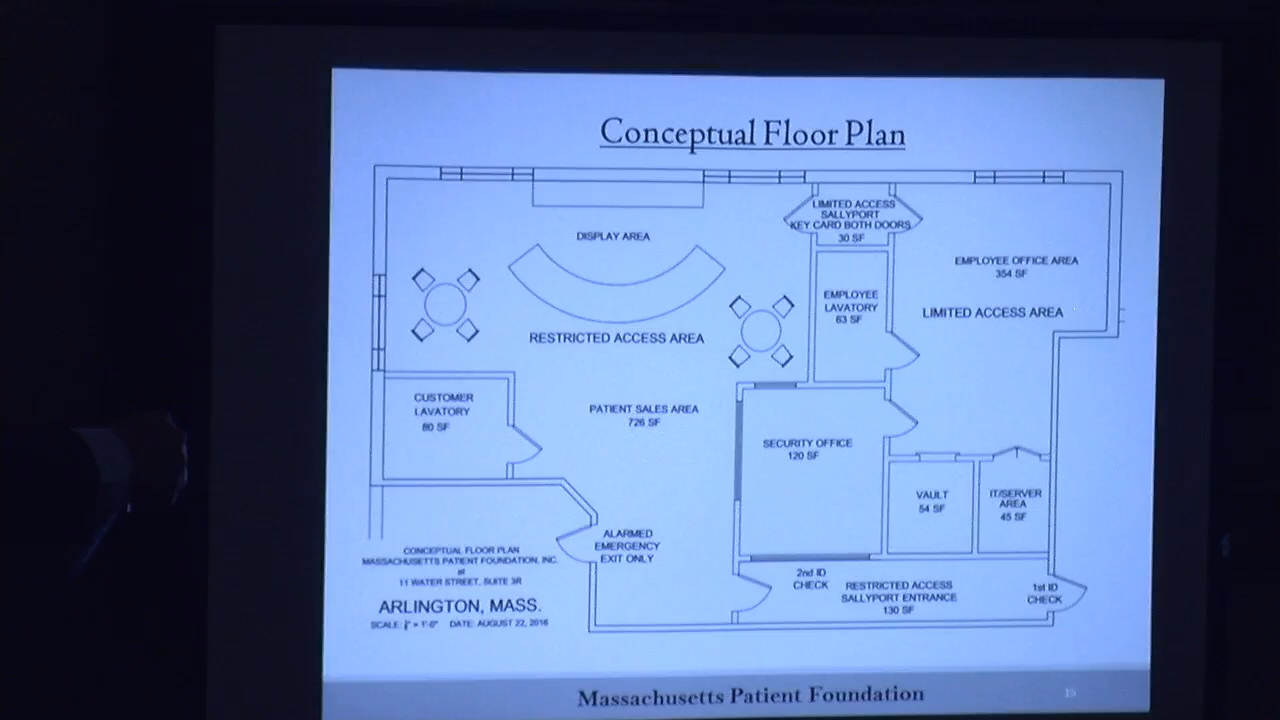 Conceptual Floor Plan
LIMITED ACCESS
SALLYPORT
KEY CARD BOTH DOORS
30 SF
DISPLAY AREA
EMPLOYEE OFFICE AREA
354 SF
EMPLOYEE
LAVATORY
63 SF
LIMITED ACCESS AREA
RESTRICTED ACCESS AREA
CUSTOMER
LAVATORY
80 SF
PATIENT SALES AREA
726 SF
SECURITY OFFICE
120 SF
VAULT
54 SF
IT/SERVER
AREA
45 SF
ALARMED
EMERGENCY
EXIT ONLY
2nd ID
CHECK
RESTRICTED ACCESS
SALLYPORT ENTRANCE
130 SF
1st ID
CHECK
CONCEPTUAL FLOOR PLAN
MASSACHUSETTS PATIENT FOUNDATION, INC.
at
11 WATER STREET, SUITE 3R
ARLINGTON, MASS.
SCALE: = 1'-0" DATE: AUGUST 22, 2016
Massachusetts Patient Foundation